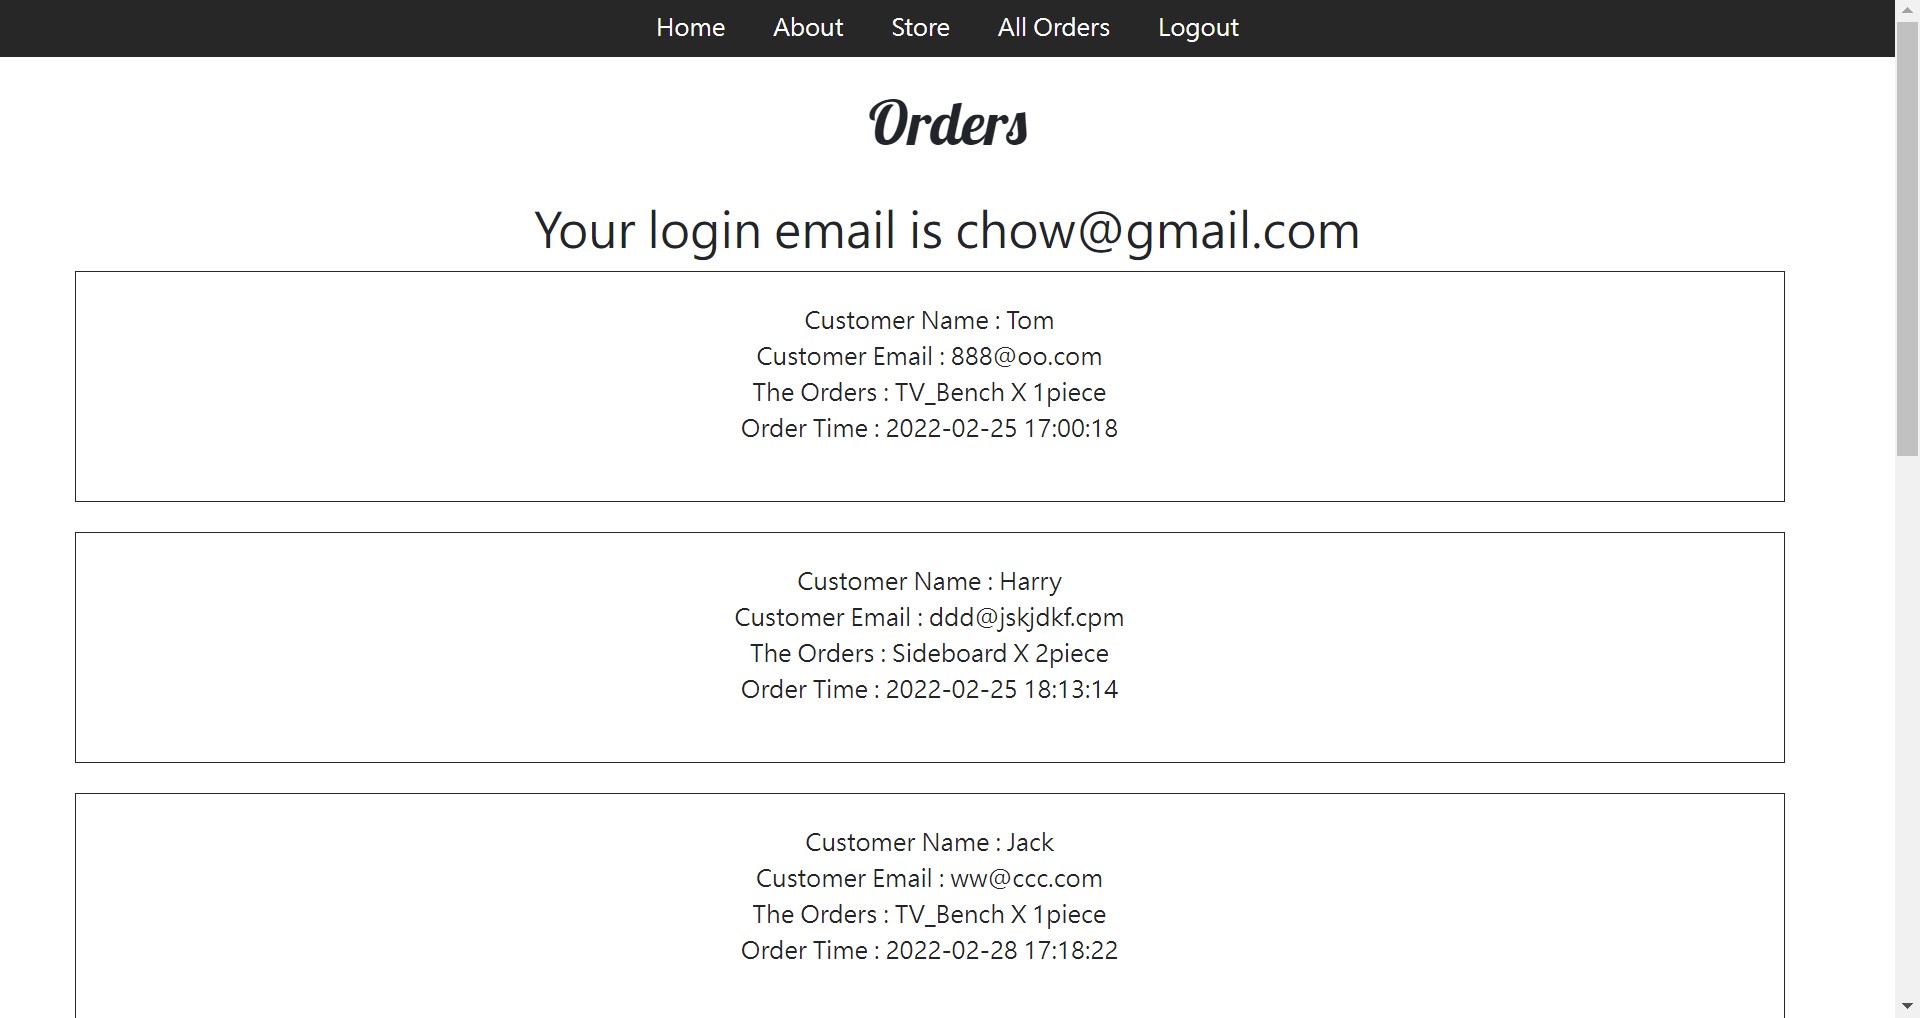 Home About Store All Orders Logout
Orders
Your login email is chow@gmail.com
Customer Name : Tom
Customer Email : 888@oo.com
The Orders : TV_Bench X 1piece
Order Time : 2022-02-25 17:00:18
Customer Name : Harry
Customer Email : ddd@jskjdkf.cpm
The Orders : Sideboard X 2piece
Order Time : 2022-02-25 18:13:14
Customer Name : Jack
Customer Email : ww@ccc.com
The Orders : TV_Bench X 1piece
Order Time : 2022-02-28 17:18:22